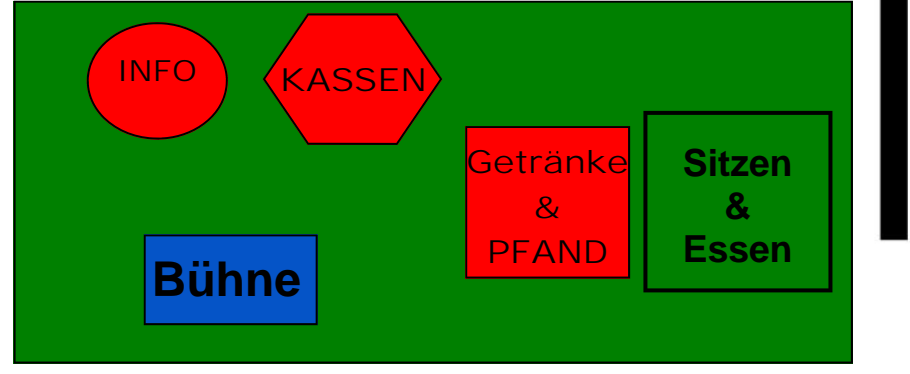 INFO
KASSEN
Getränke
&
PFAND
Sitzen
&
Essen
Bühne